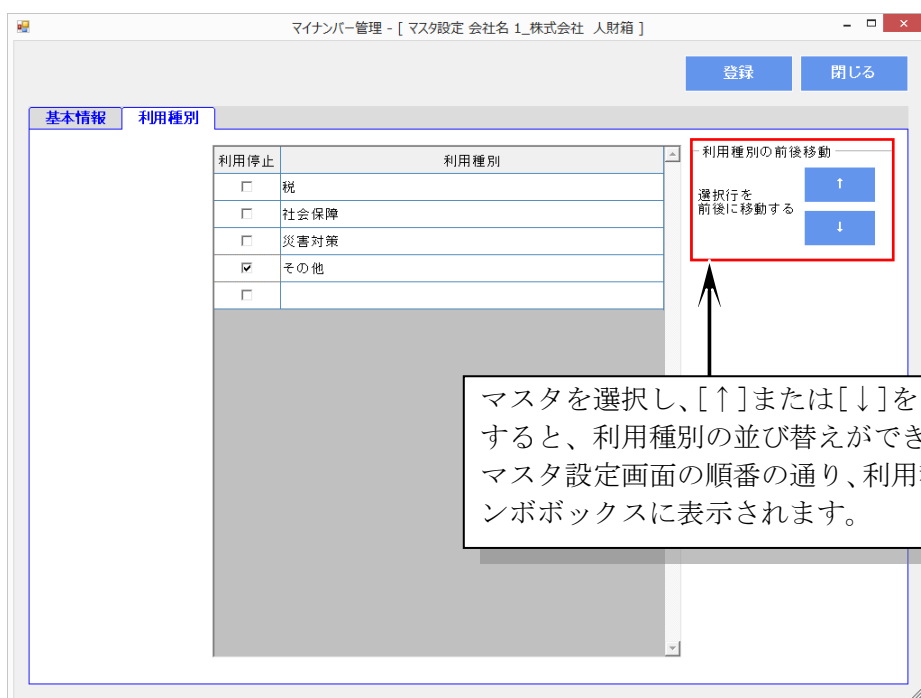 マイナンバー管理 - [ マスタ設定 会社名 1_株式会社 人財箱 ]
登録 閉じる
基本情報 利用種別
利用停止 利用種別
税
社会保障
災害対策
その他
利用種別の前後移動
選択行を
前後に移動する
↑
↓
マスタを選択し、[↑]または[↓]を
すると、利用種別の並び替えができ
マスタ設定画面の順番の通り、利用
ンボボックスに表示されます。